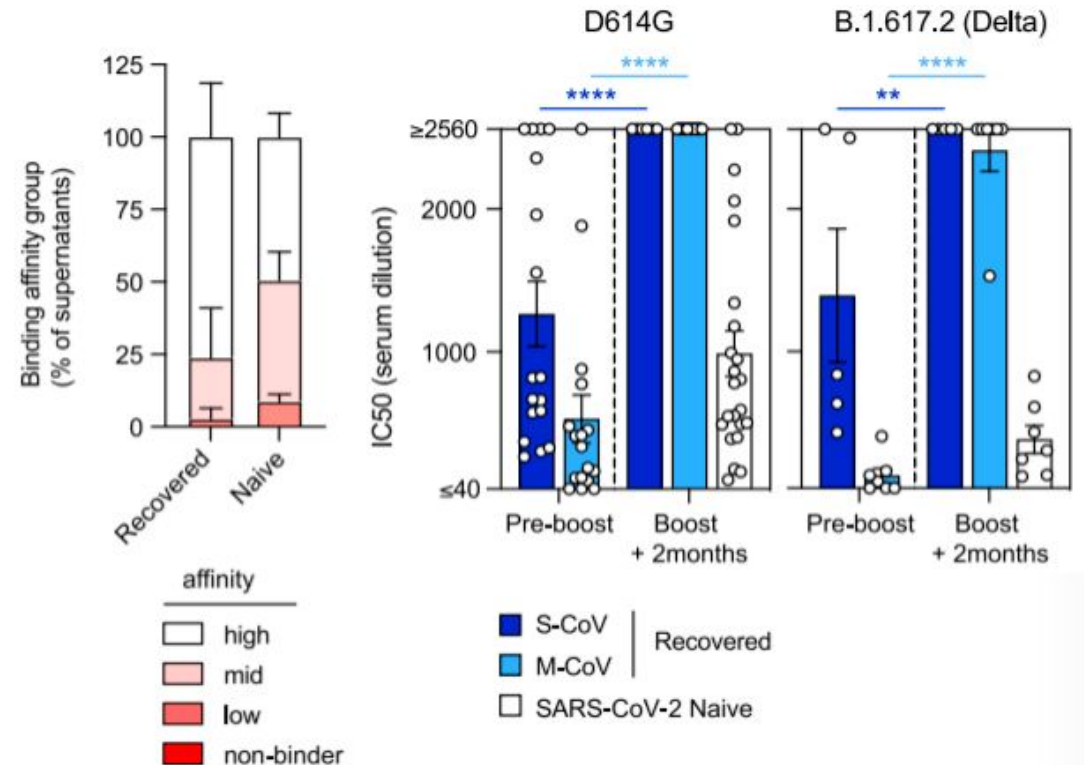 Binding affinity group
(% of supernatants)
125
100
75
50
25
0
Recovered
Naive
affinity
high
mid
low
non-binder
D614G
B.1.617.2 (Delta)
****
****
****
**
IC50 (serum dilution)
≥2560
2000
1000
≤40
Pre-boost
Boost
+ 2months
Pre-boost
Boost
+ 2months
S-CoV
M-CoV
Recovered
SARS-CoV-2 Naive